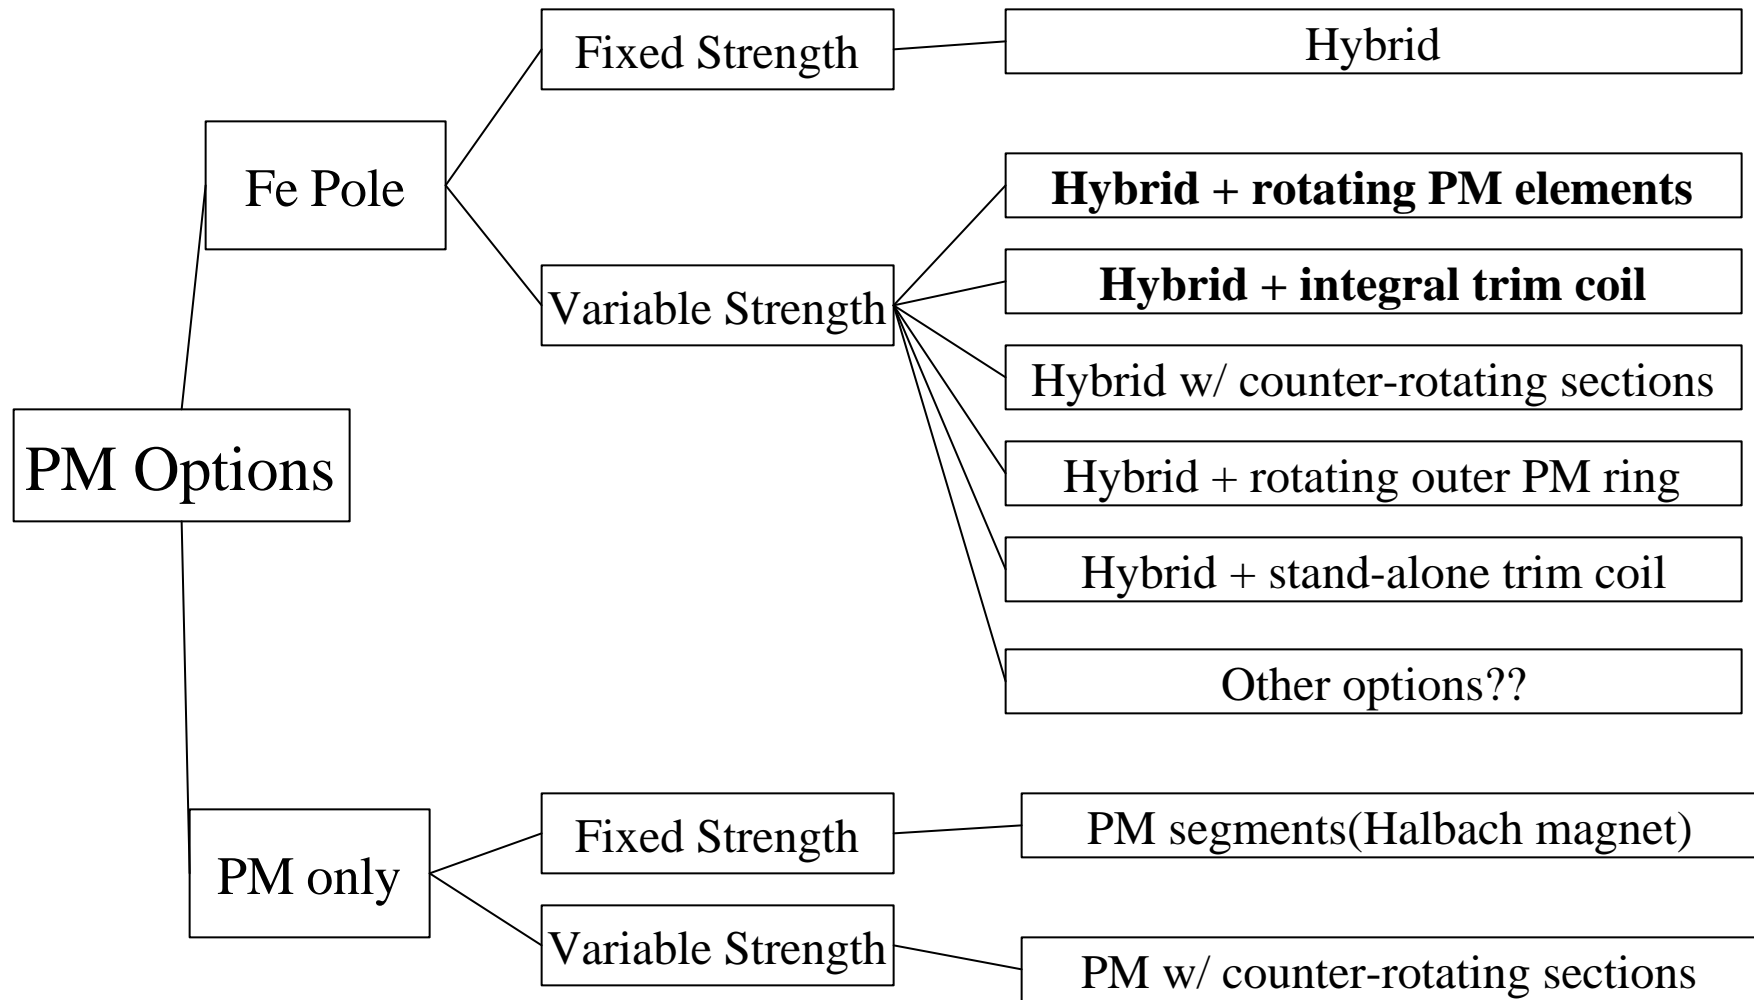 PM Options
Fe Pole
Fixed Strength
Hybrid
Variable Strength
Hybrid + rotating PM elements
Hybrid + integral trim coil
Hybrid w/ counter-rotating sections
Hybrid + rotating outer PM ring
Hybrid + stand-alone trim coil
Other options??
PM only
Fixed Strength
PM segments(Halbach magnet)
Variable Strength
PM w/ counter-rotating sections